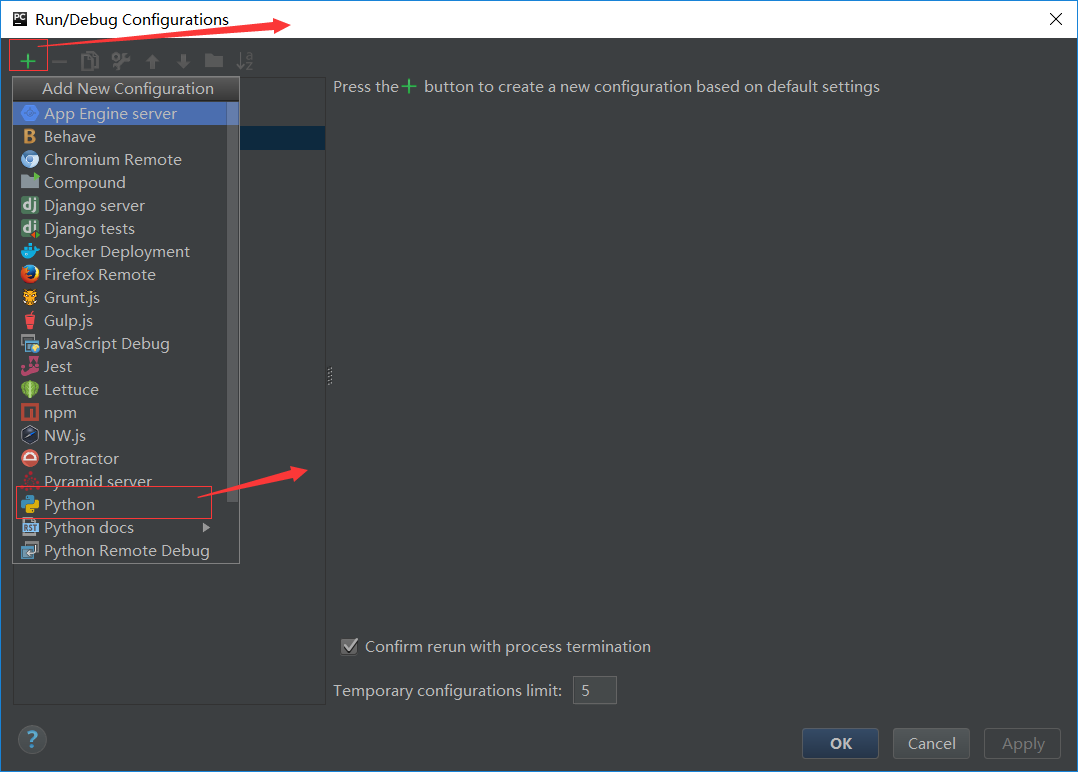 PC Run/Debug Configurations
Add New Configuration
Press the + button to create a new configuration based on default settings
App Engine server
Behave
Chromium Remote
Compound
Django server
Django tests
Docker Deployment
Firefox Remote
Grunt.js
Gulp.js
JavaScript Debug
Jest
Lettuce
npm
NW.js
Protractor
Pyramid server
Python
Python docs
Python Remote Debug
Confirm rerun with process termination
Temporary configurations limit: 5
?
OK Cancel Apply